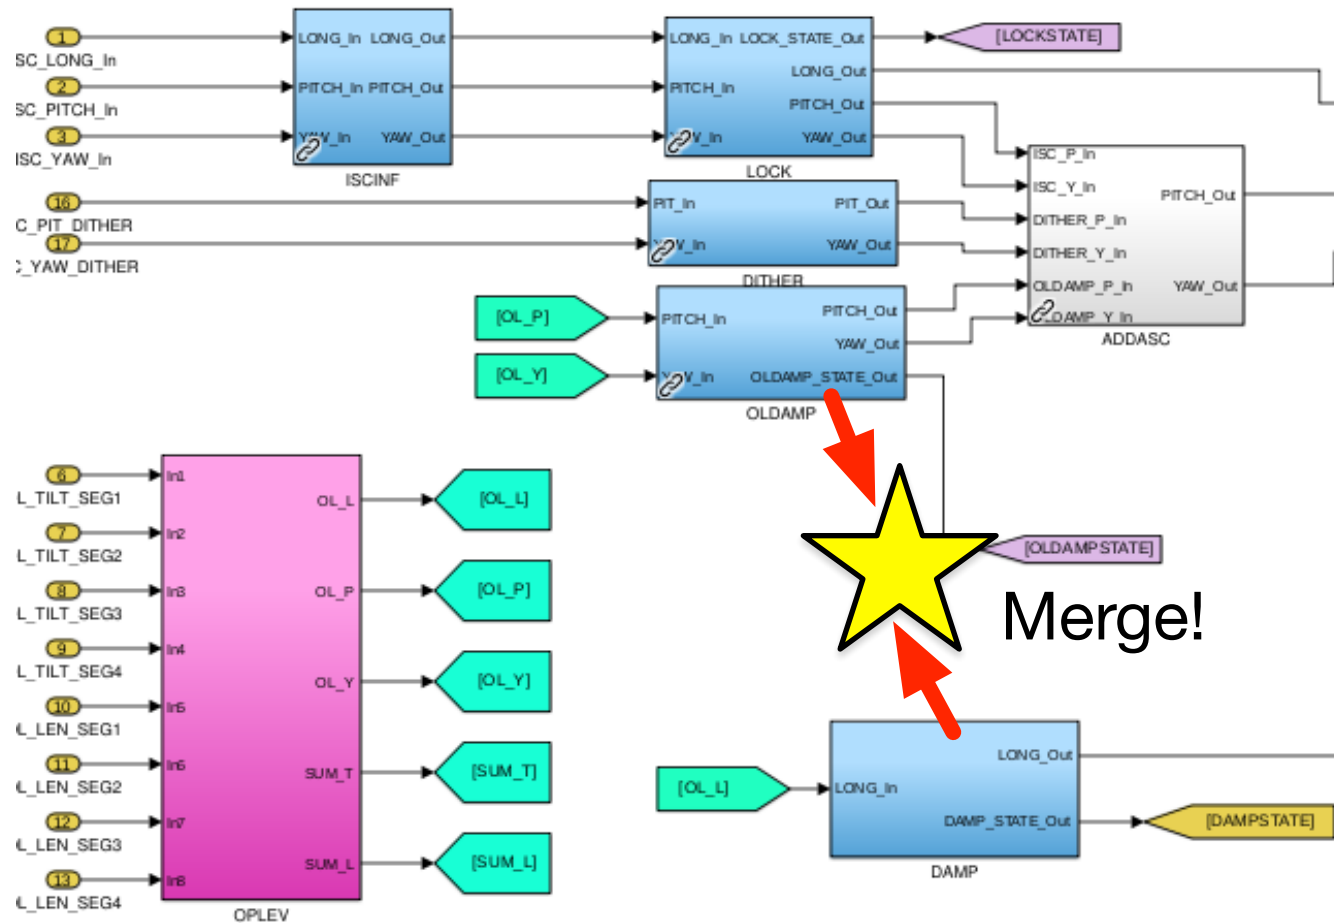 1
SC_LONG_In
2
SC_PITCH_In
3
ISC_YAW_In
LONG_In LONG_Out
PITCH_In PITCH_Out
YAW_Out
ISCINF
LONG_In LOCK_STATE_Out
LONG_Out
PITCH_In
PITCH_Out
YAW_Out
LOCK
[LOCKSTATE]
16
C_PIT_DITHER
17
C_YAW_DITHER
PIT_In PIT_Out
YAW_Out
DITHER
ISC_P_In
ISC_Y_In
PITCH_Out
DITHER_P_In
DITHER_Y_In
OLDAMP_P_In YAW_Out
DAMP_Y_In
ADDASC
[OL_P]
[OL_Y]
PITCH_In PITCH_Out
YAW_Out
OLDAMP_STATE_Out
OLDAMP
[OLDAMPSTATE]
Merge!
6
L_TILT_SEG1
7
L_TILT_SEG2
8
L_TILT_SEG3
9
L_TILT_SEG4
10
L_LEN_SEG1
11
L_LEN_SEG2
12
L_LEN_SEG3
13
L_LEN_SEG4
In1
In2
In3
In4
In5
In6
In7
In8
OL_L
OL_P
OL_Y
SUM_T
SUM_L
OPLEV
[OL_L]
[OL_P]
[OL_Y]
[SUM_T]
[SUM_L]
[OL_L]
LONG_In
LONG_Out
DAMP_STATE_Out
DAMP
[DAMPSTATE]